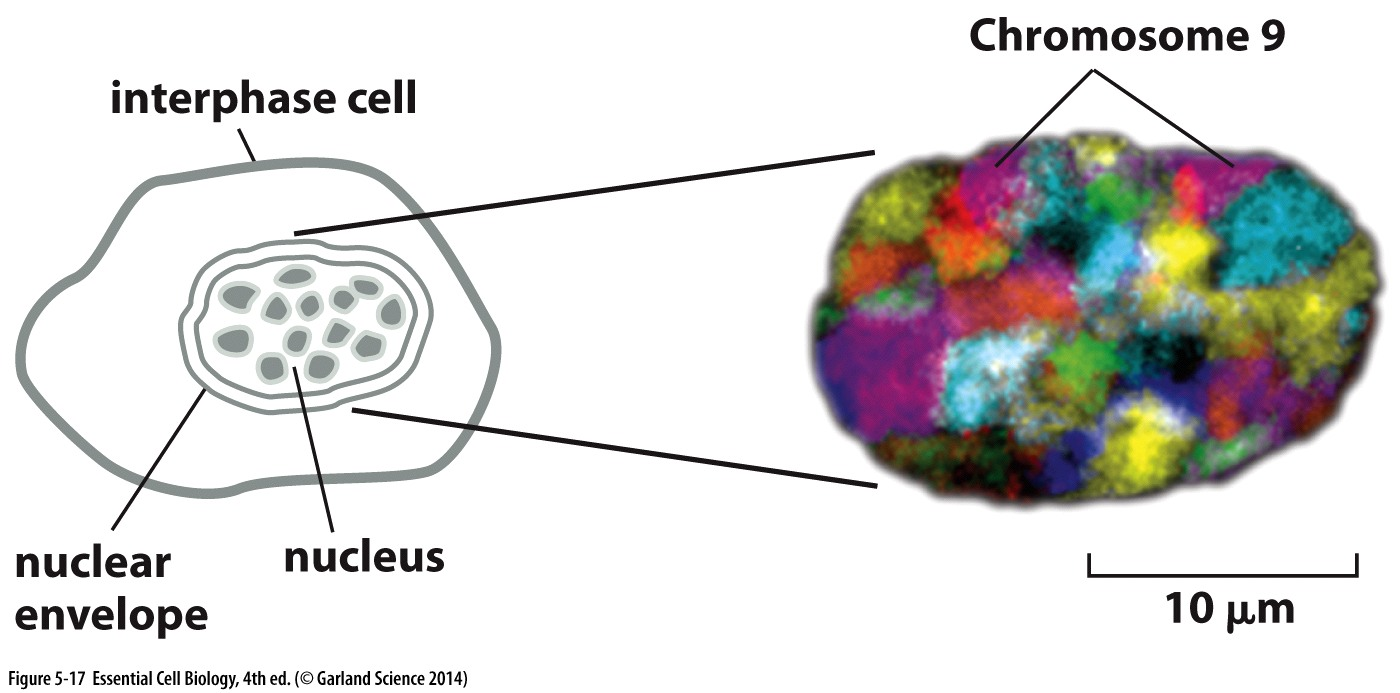 Chromosome 9
interphase cell
nuclear
envelope
nucleus
10 μm
Figure 5-17 Essential Cell Biology, 4th ed. (© Garland Science 2014)